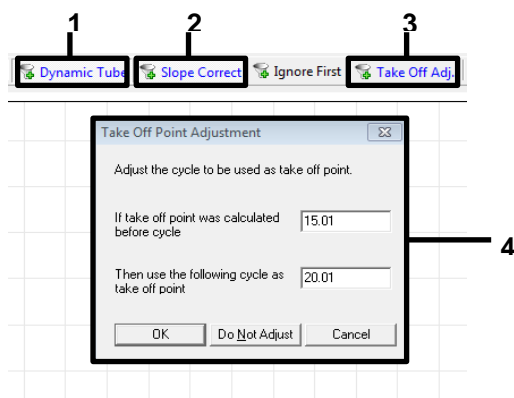 1 2 3
Dynamic Tube Slope Correct Ignore First Take Off Adj.
Take Off Point Adjustment
Adjust the cycle to be used as take off point.
If take off point was calculated
before cycle
15.01
4
Then use the following cycle as
take off point
20.01
OK Do Not Adjust Cancel